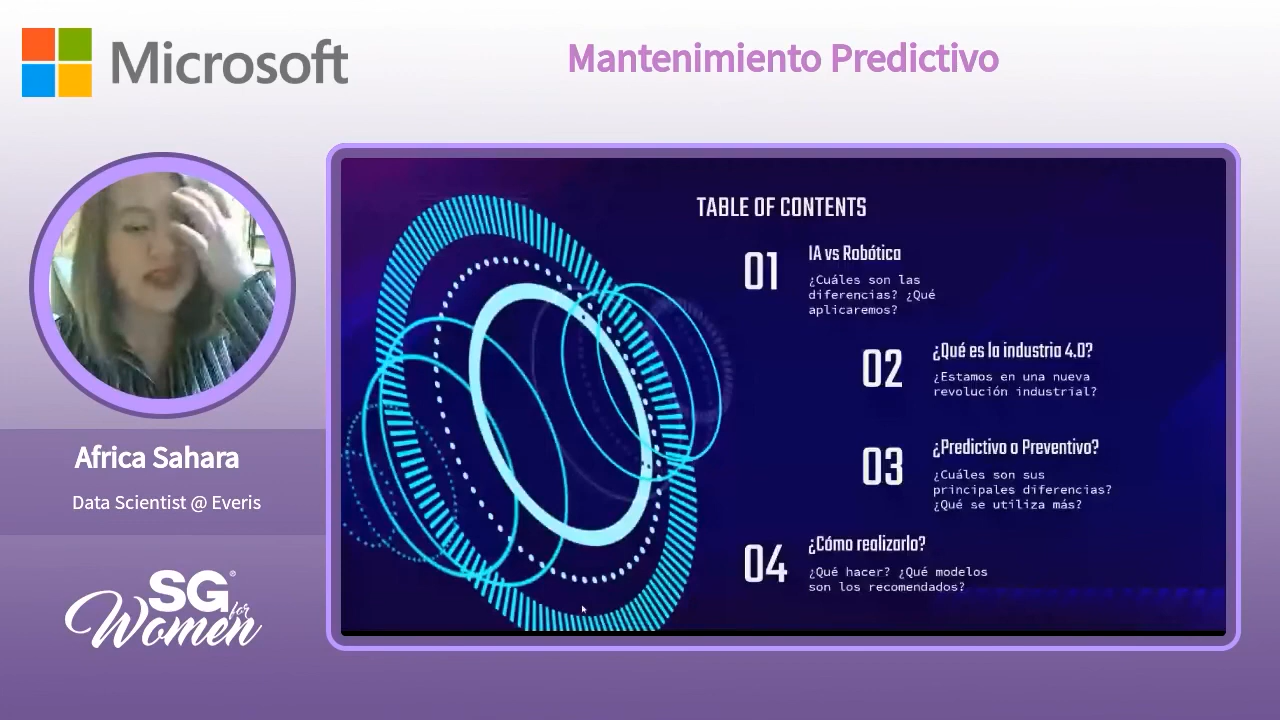 Microsoft
Mantenimiento Predictivo
TABLE OF CONTENTS
01
IA vs Robótica
¿Cuáles son las
diferencias? ¿Qué
aplicaremos?
02
¿Qué es la industria 4.0?
¿Estamos en una nueva
revolución industrial?
03
¿Predictivo o Preventivo?
¿Cuáles son sus
principales diferencias?
¿Qué se utiliza más?
04
¿Cómo realizarlo?
¿Qué hacer? ¿Qué modelos
son los recomendados?
Africa Sahara
Data Scientist @ Everis
SG®
for
Women